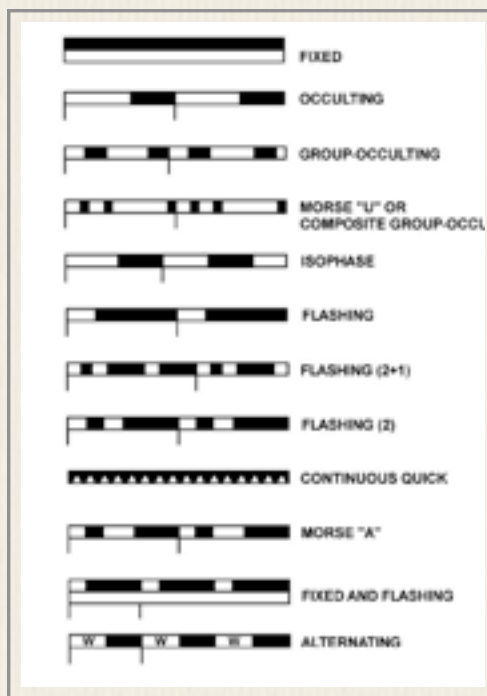 FIXED
OCCULTING
GROUP-OCCULTING
MORSE "U" OR
COMPOSITE GROUP-OCCU
ISOPHASE
FLASHING
FLASHING (2+1)
FLASHING (2)
CONTINUOUS QUICK
MORSE "A"
FIXED AND FLASHING
W W W ALTERNATING